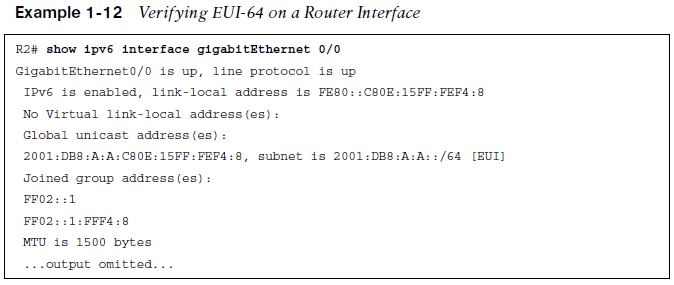 Example 1-12 Verifying EUI-64 on a Router Interface
R2# show ipv6 interface gigabitEthernet 0/0
GigabitEthernet0/0 is up, line protocol is up
IPv6 is enabled, link-local address is FE80::C80E:15FF:FEF4:8
No Virtual link-local address(es):
Global unicast address(es):
2001:DB8:A:A:C80E:15FF:FEF4:8, subnet is 2001:DB8:A:A::/64 [EUI]
Joined group address(es):
FF02::1
FF02::1:FFF4:8
MTU is 1500 bytes
...output omitted...